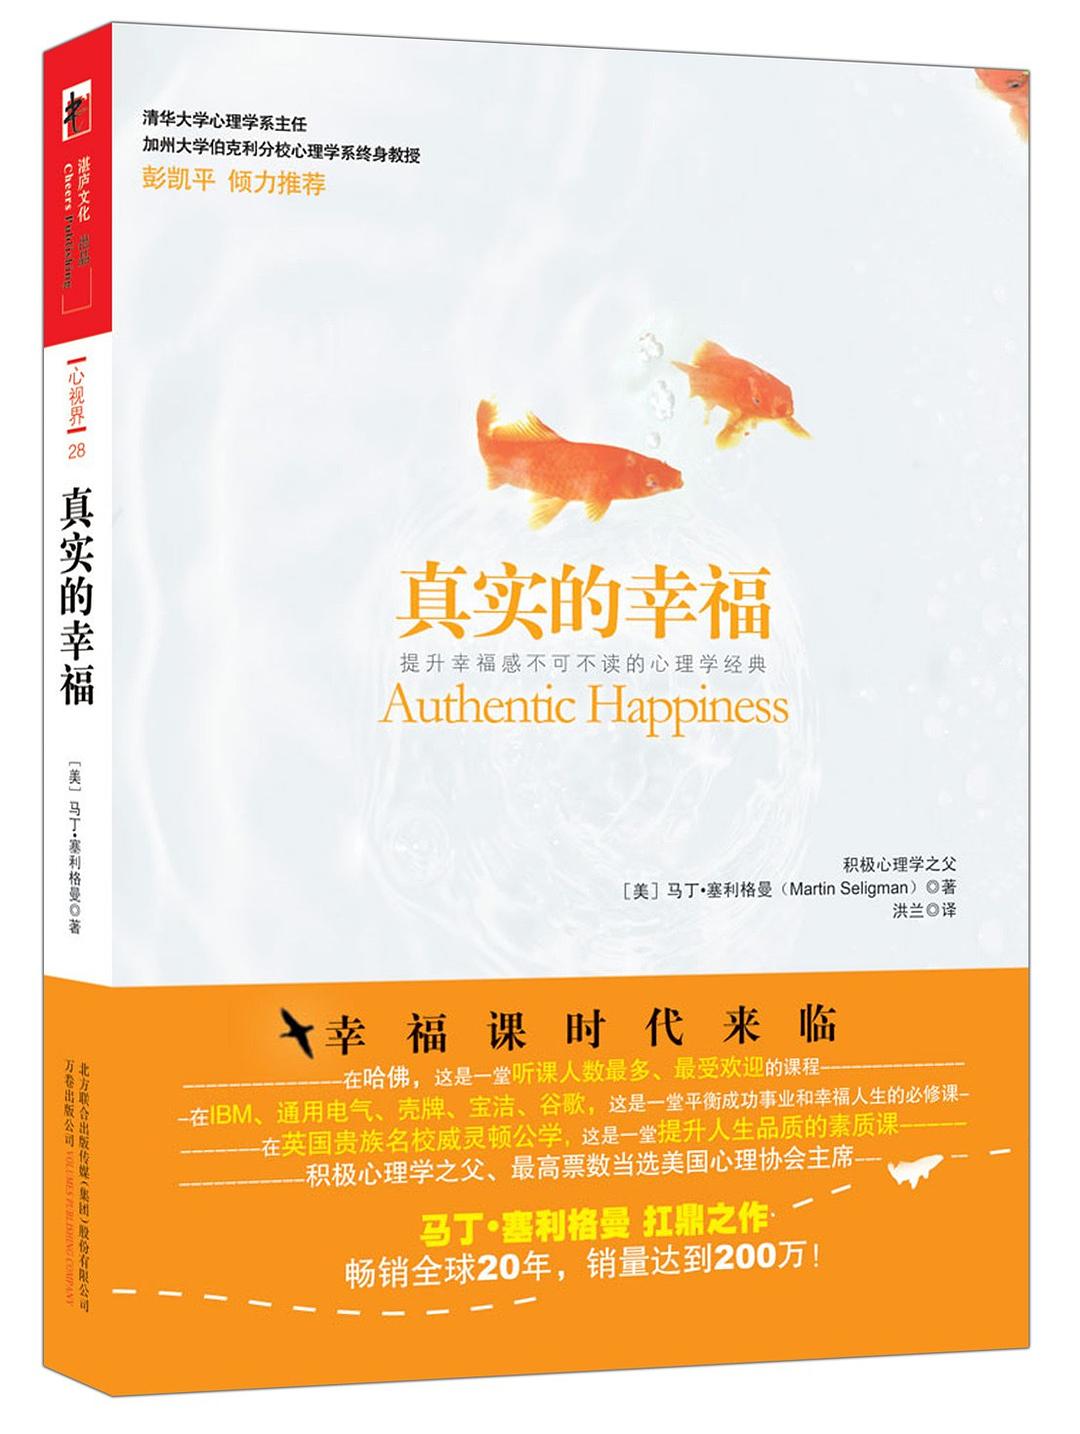 清华大学心理学系主任
加州大学伯克利分校心理学系终身教授
彭凯平 倾力推荐
真实的幸福
提升幸福感不可不读的心理学经典
Authentic Happiness
积极心理学之父
［美］马丁•塞利格曼（Martin Seligman）◎著
洪兰◎译
幸福课时代来临
在哈佛，这是一堂听课人数最多、最受欢迎的课程
在IBM、通用电气、壳牌、宝洁、谷歌，这是一堂平衡成功事业和幸福人生的必修课
在英国贵族名校威灵顿公学，这是一堂提升人生品质的素质课
积极心理学之父、最高票数当选美国心理协会主席
马丁•塞利格曼 扛鼎之作
畅销全球20年，销量达到200万！
湛庐文化 出品
Cheers Publishing
心视界
28
真实的幸福
［美］马丁•塞利格曼◎著
北方联合出版传媒（集团）股份有限公司
万卷出版公司 VOLUMES PUBLISHING COMPANY